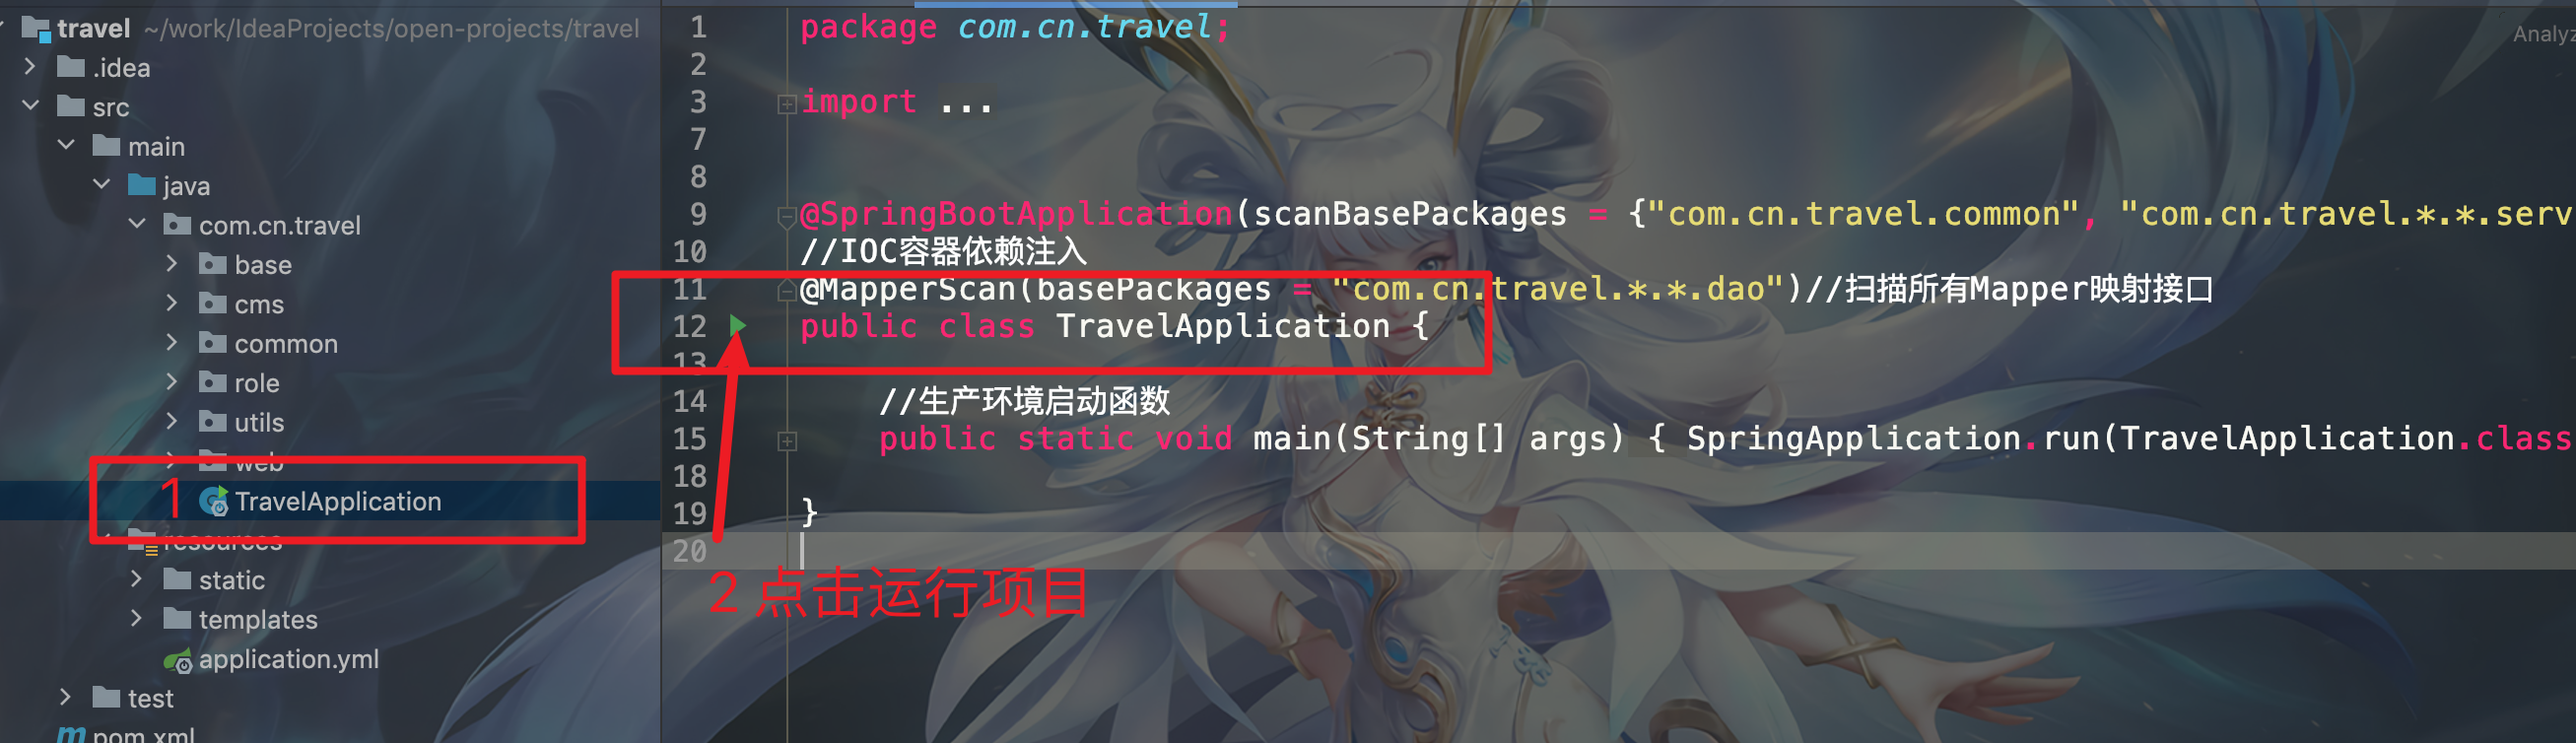 travel ~/work/IdeaProjects/open-projects/travel
.idea
src
main
java
com.cn.travel
base
cms
common
role
utils
web
1
TravelApplication
resources
static
templates
application.yml
test
pom.xml
Analyz
1 package com.cn.travel;
2
3 import ...
7
8
9 @SpringBootApplication(scanBasePackages = {"com.cn.travel.common", "com.cn.travel.*.*.serv
10 //IOC容器依赖注入
11 @MapperScan(basePackages = "com.cn.travel.*.*.dao")//扫描所有Mapper映射接口
12 public class TravelApplication {
13
14 //生产环境启动函数
15 public static void main(String[] args) { SpringApplication.run(TravelApplication.class
18
19 }
20
2 点击运行项目